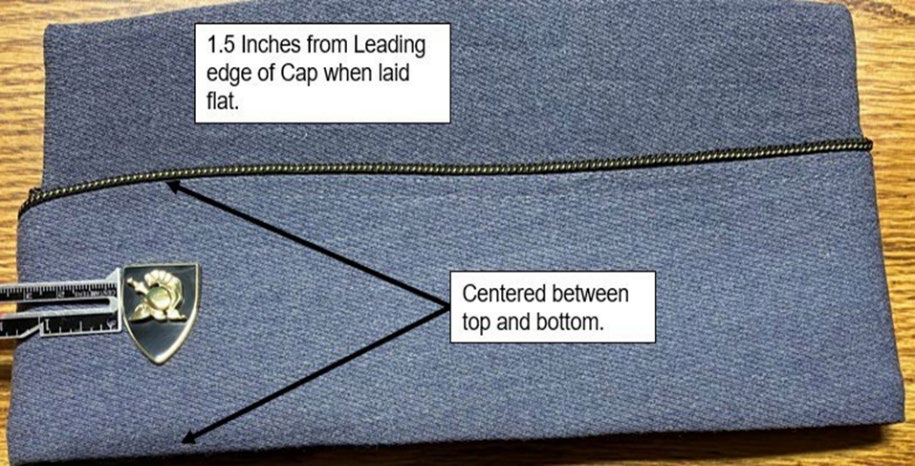 1.5 Inches from Leading
edge of Cap when laid
flat.
Centered between
top and bottom.